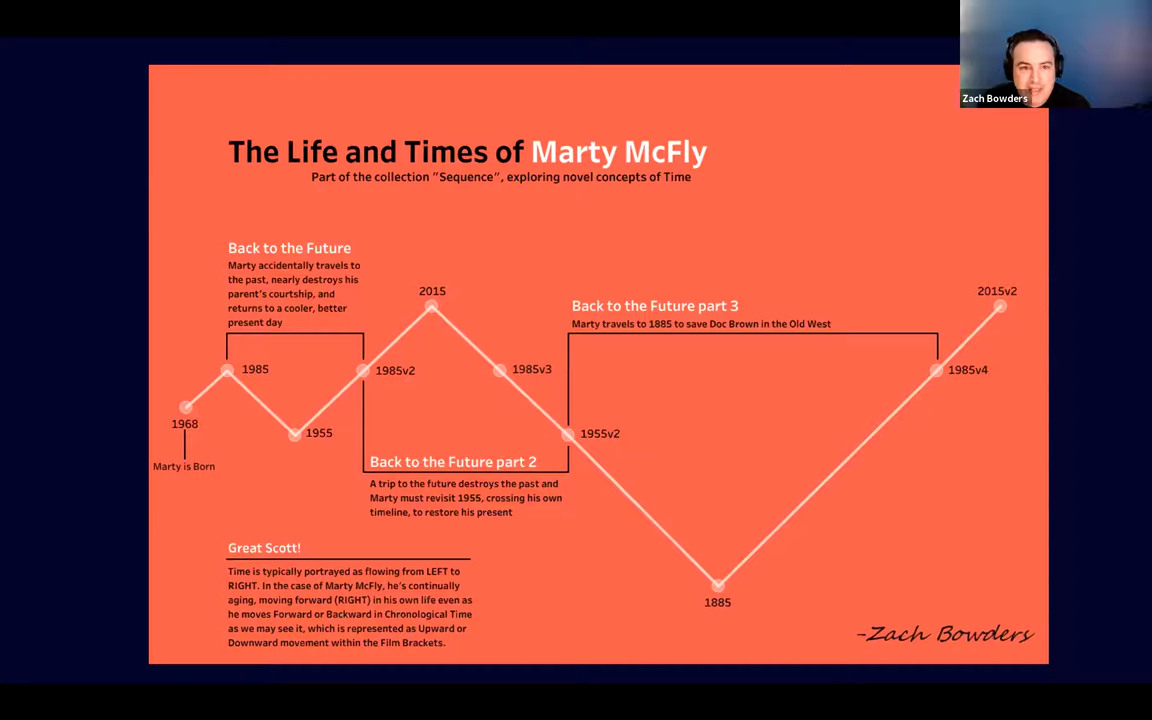 Zach Bowders
The Life and Times of Marty McFly
Part of the collection "Sequence", exploring novel concepts of Time
Back to the Future
Marty accidentally travels to
the past, nearly destroys his
parent's courtship, and
returns to a cooler, better
present day
2015
Back to the Future part 3
Marty travels to 1885 to save Doc Brown in the Old West
2015v2
1985
1985v2
1985v3
1985v4
1968
Marty is Born
1955
1955v2
Back to the Future part 2
A trip to the future destroys the past and
Marty must revisit 1955, crossing his own
timeline, to restore his present
Great Scott!
Time is typically portrayed as flowing from LEFT to
RIGHT. In the case of Marty McFly, he's continually
aging, moving forward (RIGHT) in his own life even as
he moves Forward or Backward in Chronological Time
as we may see it, which is represented as Upward or
Downward movement within the Film Brackets.
1885
-Zach Bowders